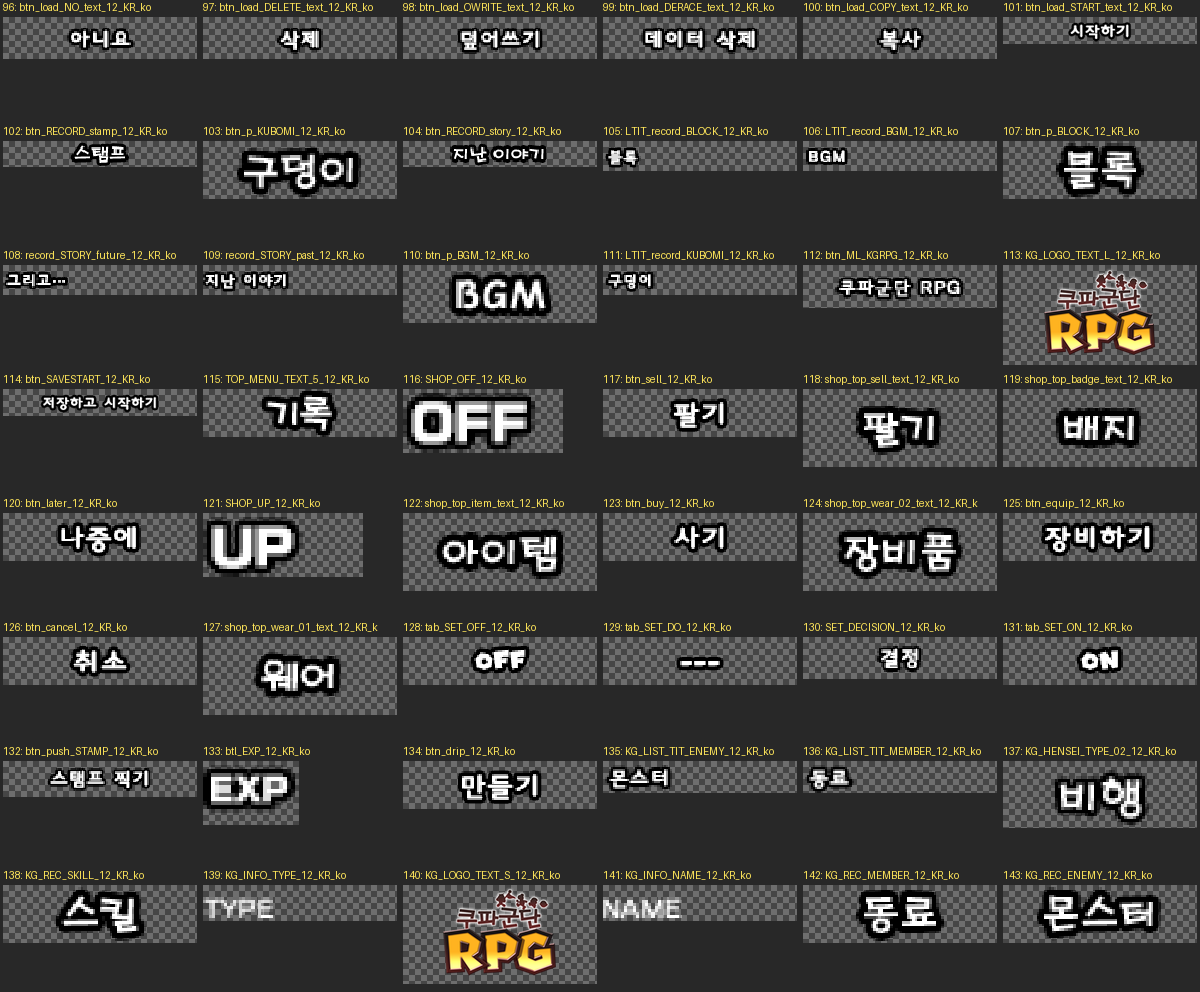 96: btn_load_NO_text_12_KR_ko
아니요
97: btn_load_DELETE_text_12_KR_ko
삭제
98: btn_load_OWRITE_text_12_KR_ko
덮어쓰기
99: btn_load_DERACE_text_12_KR_ko
데이터 삭제
100: btn_load_COPY_text_12_KR_ko
복사
101: btn_load_START_text_12_KR_ko
시작하기
102: btn_RECORD_stamp_12_KR_ko
스탬프
103: btn_p_KUBOMI_12_KR_ko
구덩이
104: btn_RECORD_story_12_KR_ko
지난 이야기
105: LTIT_record_BLOCK_12_KR_ko
블록
106: LTIT_record_BGM_12_KR_ko
BGM
107: btn_p_BLOCK_12_KR_ko
블록
108: record_STORY_future_12_KR_ko
그리고…
109: record_STORY_past_12_KR_ko
지난 이야기
110: btn_p_BGM_12_KR_ko
BGM
111: LTIT_record_KUBOMI_12_KR_ko
구덩이
112: btn_ML_KGRPG_12_KR_ko
쿠파군단 RPG
113: KG_LOGO_TEXT_L_12_KR_ko
쿠파군단
RPG
114: btn_SAVESTART_12_KR_ko
저장하고 시작하기
115: TOP_MENU_TEXT_5_12_KR_ko
기록
116: SHOP_OFF_12_KR_ko
OFF
117: btn_sell_12_KR_ko
팔기
118: shop_top_sell_text_12_KR_ko
팔기
119: shop_top_badge_text_12_KR_ko
배지
120: btn_later_12_KR_ko
나중에
121: SHOP_UP_12_KR_ko
UP
122: shop_top_item_text_12_KR_ko
아이템
123: btn_buy_12_KR_ko
사기
124: shop_top_wear_02_text_12_KR_k
장비품
125: btn_equip_12_KR_ko
장비하기
126: btn_cancel_12_KR_ko
취소
127: shop_top_wear_01_text_12_KR_k
웨어
128: tab_SET_OFF_12_KR_ko
OFF
129: tab_SET_DO_12_KR_ko
---
130: SET_DECISION_12_KR_ko
결정
131: tab_SET_ON_12_KR_ko
ON
132: btn_push_STAMP_12_KR_ko
스탬프 찍기
133: btl_EXP_12_KR_ko
EXP
134: btn_drip_12_KR_ko
만들기
135: KG_LIST_TIT_ENEMY_12_KR_ko
몬스터
136: KG_LIST_TIT_MEMBER_12_KR_ko
동료
137: KG_HENSEI_TYPE_02_12_KR_ko
비행
138: KG_REC_SKILL_12_KR_ko
스킬
139: KG_INFO_TYPE_12_KR_ko
TYPE
140: KG_LOGO_TEXT_S_12_KR_ko
쿠파군단
RPG
141: KG_INFO_NAME_12_KR_ko
NAME
142: KG_REC_MEMBER_12_KR_ko
동료
143: KG_REC_ENEMY_12_KR_ko
몬스터